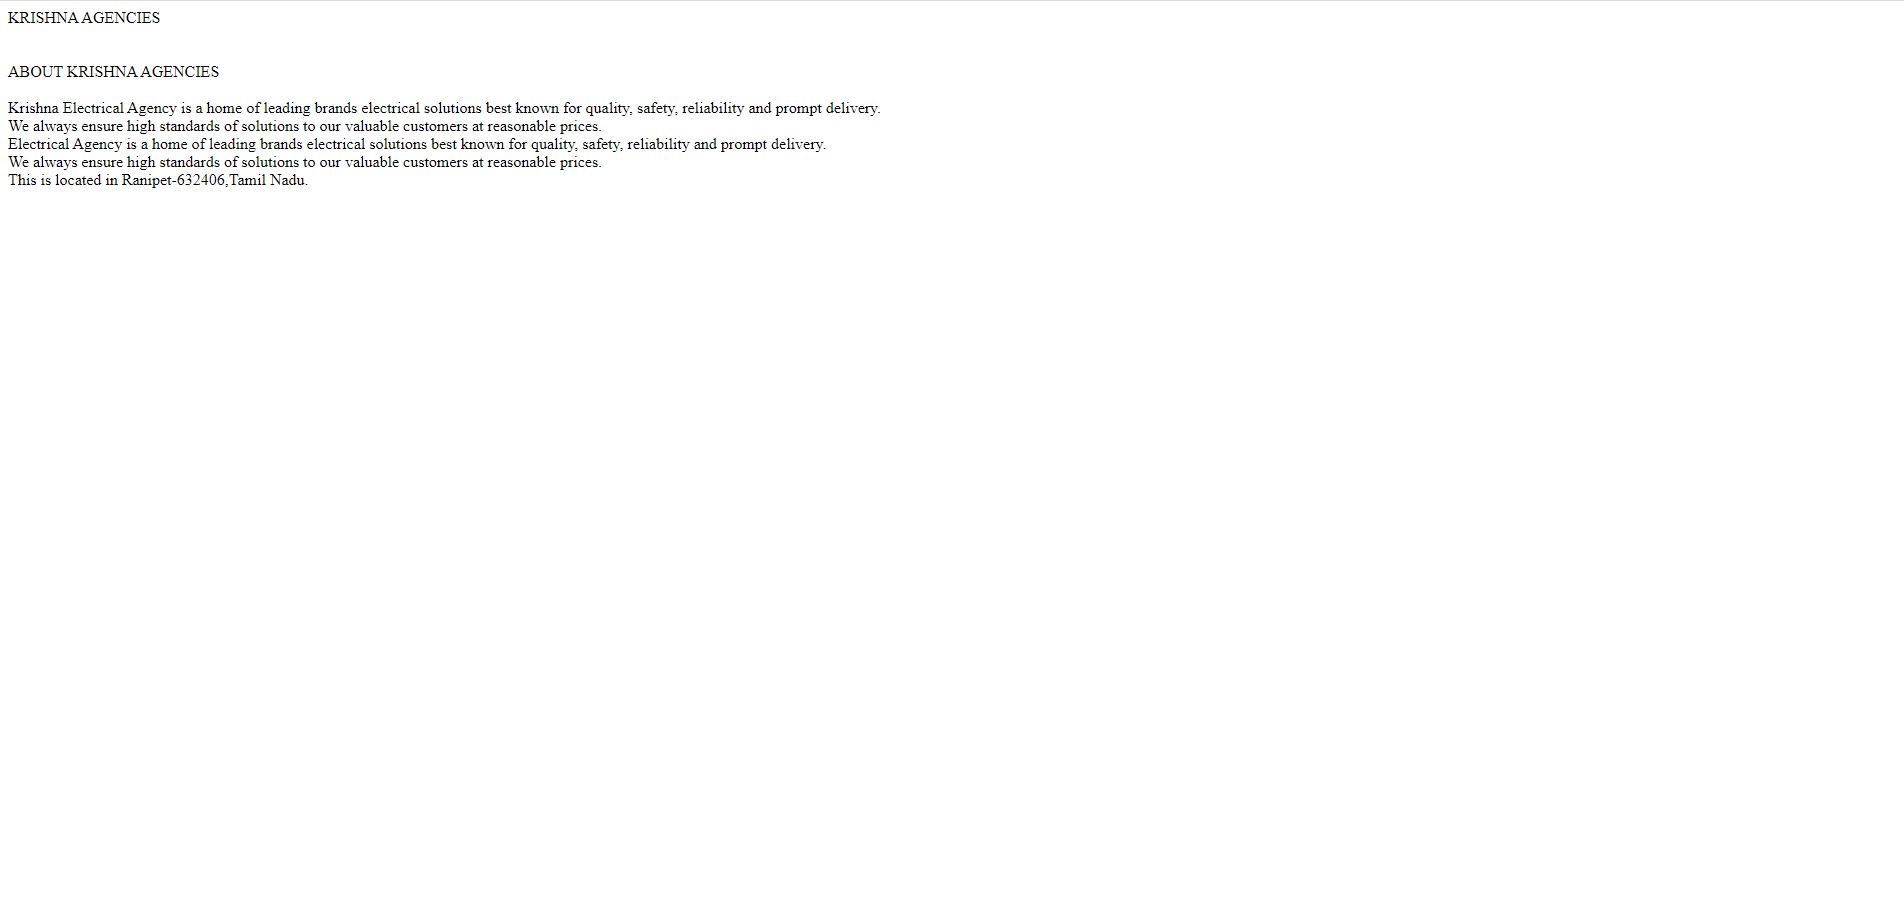 KRISHNA AGENCIES
ABOUT KRISHNA AGENCIES
Krishna Electrical Agency is a home of leading brands electrical solutions best known for quality, safety, reliability and prompt delivery.
We always ensure high standards of solutions to our valuable customers at reasonable prices.
Electrical Agency is a home of leading brands electrical solutions best known for quality, safety, reliability and prompt delivery.
We always ensure high standards of solutions to our valuable customers at reasonable prices.
This is located in Ranipet-632406,Tamil Nadu.